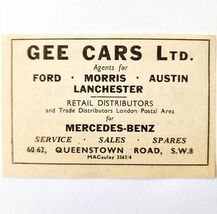 GEE CARS LTD.
Agents for
FORD · MORRIS · AUSTIN
LANCHESTER
RETAIL DISTRIBUTORS
and Trade Distributors London Postal Area
for
MERCEDES-BENZ
SERVICE · SALES · SPARES
60/62, QUEENSTOWN ROAD, S.W.8
MACaulay 3363/4